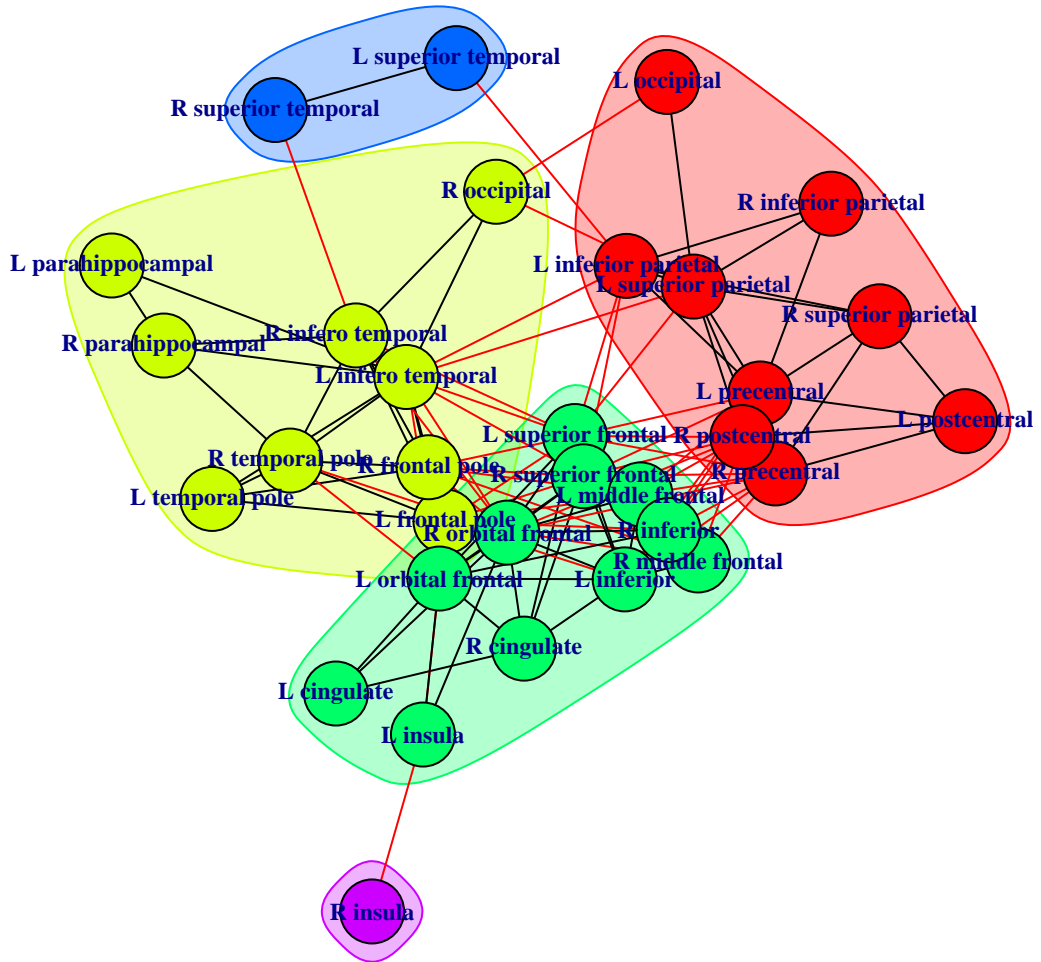 L superior temporal
R superior temporal
L occipital
R occipital
R inferior parietal
L parahippocampal
L inferior parietal
L superior parietal
R superior parietal
R infero temporal
R parahippocampal
L infero temporal
L precentral
L postcentral
L superior frontal
R postcentral
R temporal pole
R frontal pole
R superior frontal
R precentral
L temporal pole
L middle frontal
L frontal pole
R orbital frontal
R inferior
R middle frontal
L orbital frontal
L inferior
R cingulate
L cingulate
L insula
R insula